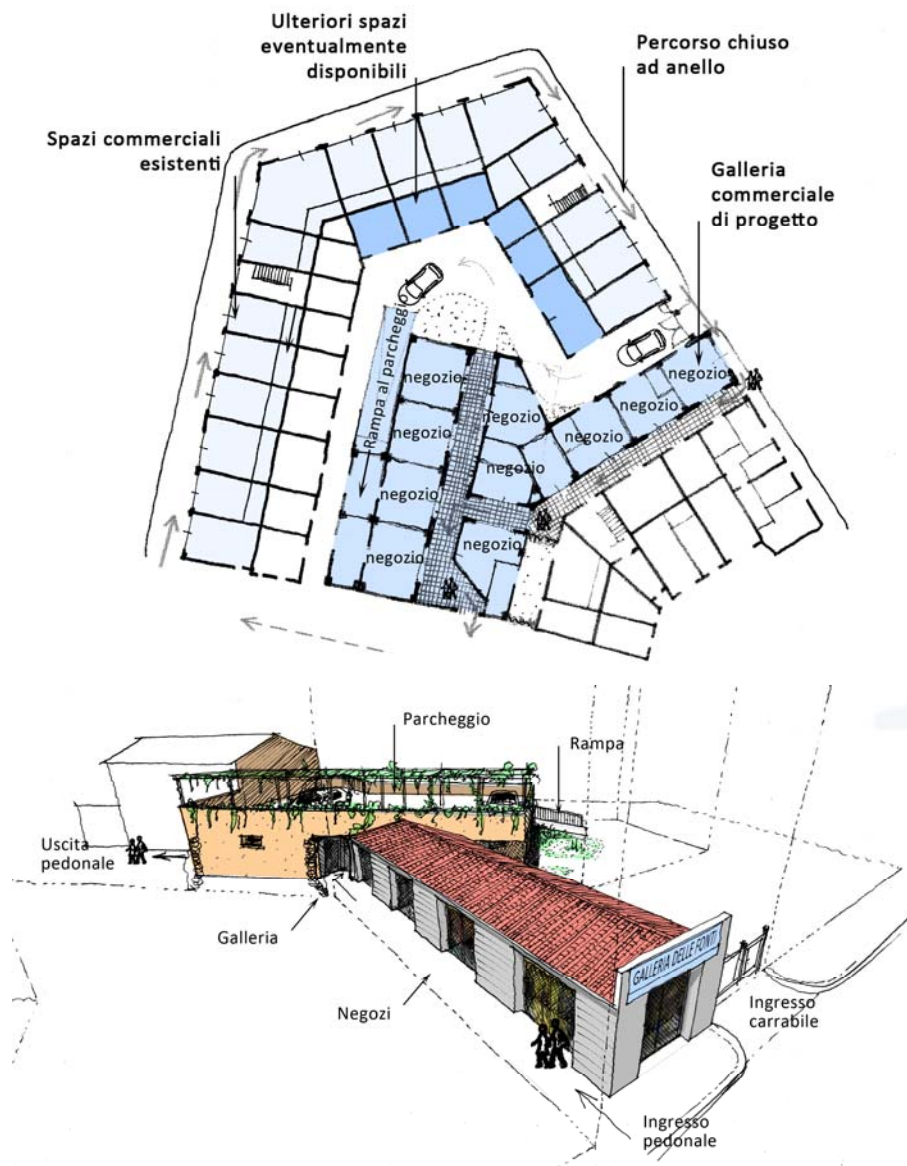 Ulteriori spazi
eventualmente
disponibili
Percorso chiuso
ad anello
Spazi commerciali
esistenti
Galleria
commerciale
di progetto
Rampa al parcheggi
negozio
negozio
negozio
negozio
negozio
negozio
negozio
negozio
negozio
negozio
Parcheggio
Rampa
Uscita
pedonale
Galleria
Negozi
GALLERIA DELLE FONTI
Ingresso
carrabile
Ingresso
pedonale